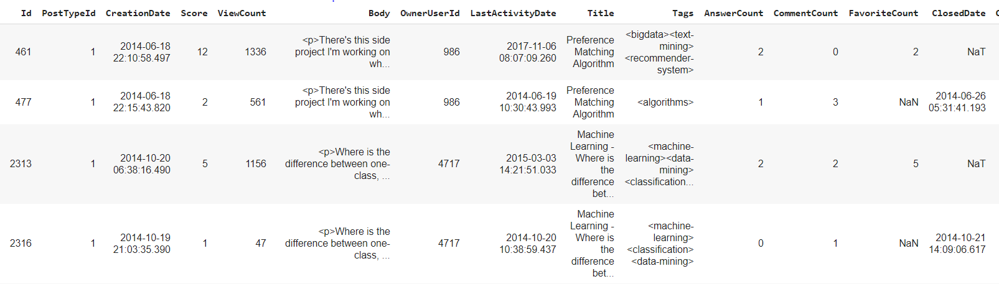 Id PostTypeId CreationDate Score ViewCount Body OwnerUserId LastActivityDate Title Tags AnswerCount CommentCount FavoriteCount ClosedDate
461 1 2014-06-18 22:10:58.497 12 1336 <p>There's this side project I'm working on wh... 986 2017-11-06 08:07:09.260 Preference Matching Algorithm <bigdata><text-mining><recommender-system> 2 0 2 NaT
477 1 2014-06-18 22:15:43.820 2 561 <p>There's this side project I'm working on wh... 986 2014-06-19 10:30:43.993 Preference Matching Algorithm <algorithms> 1 3 NaN 2014-06-26 05:31:41.193
2313 1 2014-10-20 06:38:16.490 5 1156 <p>Where is the difference between one-class, ... 4717 2015-03-03 14:21:51.033 Machine Learning - Where is the difference bet... <machine-learning><data-mining><classification... 2 2 5 NaT
2316 1 2014-10-19 21:03:35.390 1 47 <p>Where is the difference between one-class, ... 4717 2014-10-20 10:38:59.437 Machine Learning - Where is the difference bet... <machine-learning><classification><data-mining> 0 1 NaN 2014-10-21 14:09:06.617